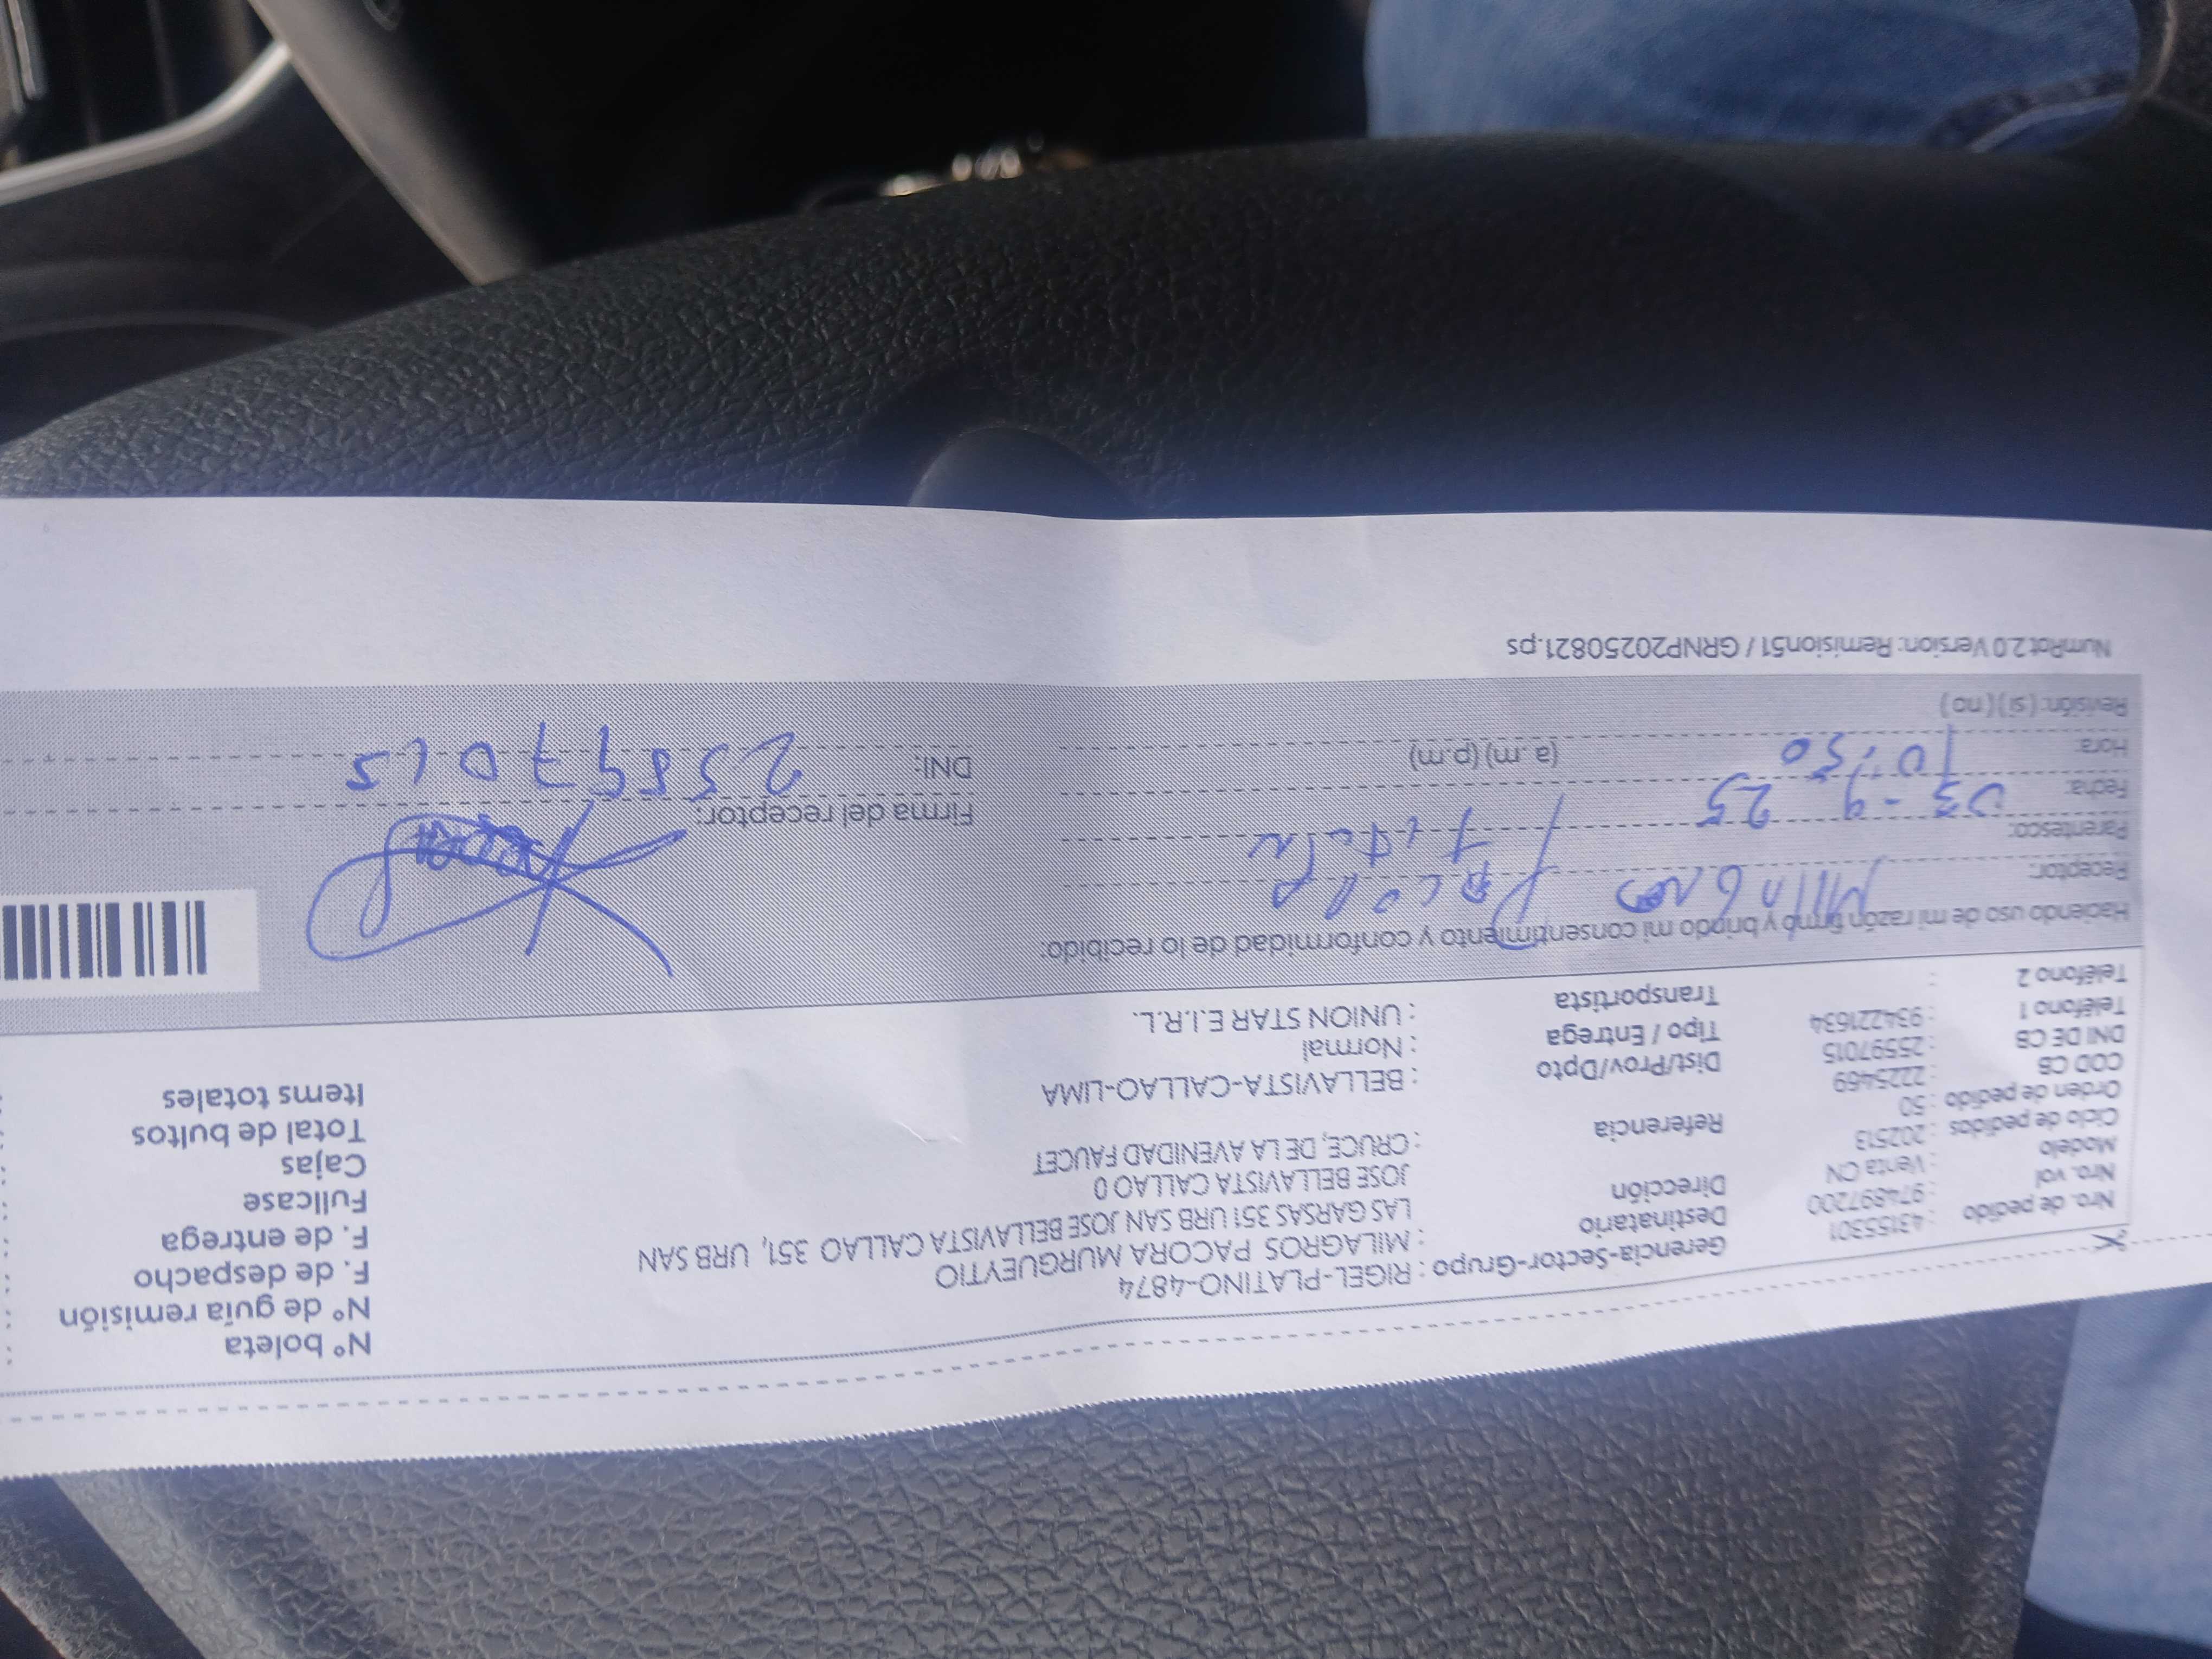 Nº boleta
Nº de guía remisión
F. de despacho
F. de entrega
Fullcase
Cajas
Total de bultos
Items totales
Gerencia-Sector-Grupo : RIGEL-PLATINO-4874
Destinatario : MILAGROS PACORA MURGUEYTIO
Dirección LAS GARSAS 351 URB SAN JOSE BELLAVISTA CALLAO 351, URB SAN
JOSE BELLAVISTA CALLAO 0
Referencia : CRUCE, DE LA AVENIDAD FAUCET
Dist/Prov/Dpto : BELLAVISTA-CALLAO-LIMA
Tipo / Entrega : Normal
Transportista : UNION STAR E.I.R.L.
Nro. de pedido : 43155301
Nro. vol : 974897200
Modelo : Venta CN
Ciclo de pedidos : 202513
Orden de pedido : 50
COD CB : 2225469
DNI DE CB : 25597015
Teléfono 1 : 934221634
Teléfono 2 :
Haciendo uso de mi razón firmo y brindo mi consentimiento y conformidad de lo recibido:
Receptor: MILAGROS PACORA
Parentesco: Titular
Fecha: 03-9-25
Hora: 10:50 (a.m) (p.m)
Revisión: ( si ) ( no )
Firma del receptor:
DNI: 25597015
NumRot 2.0 Version: Remision51 / GRNP20250821.ps